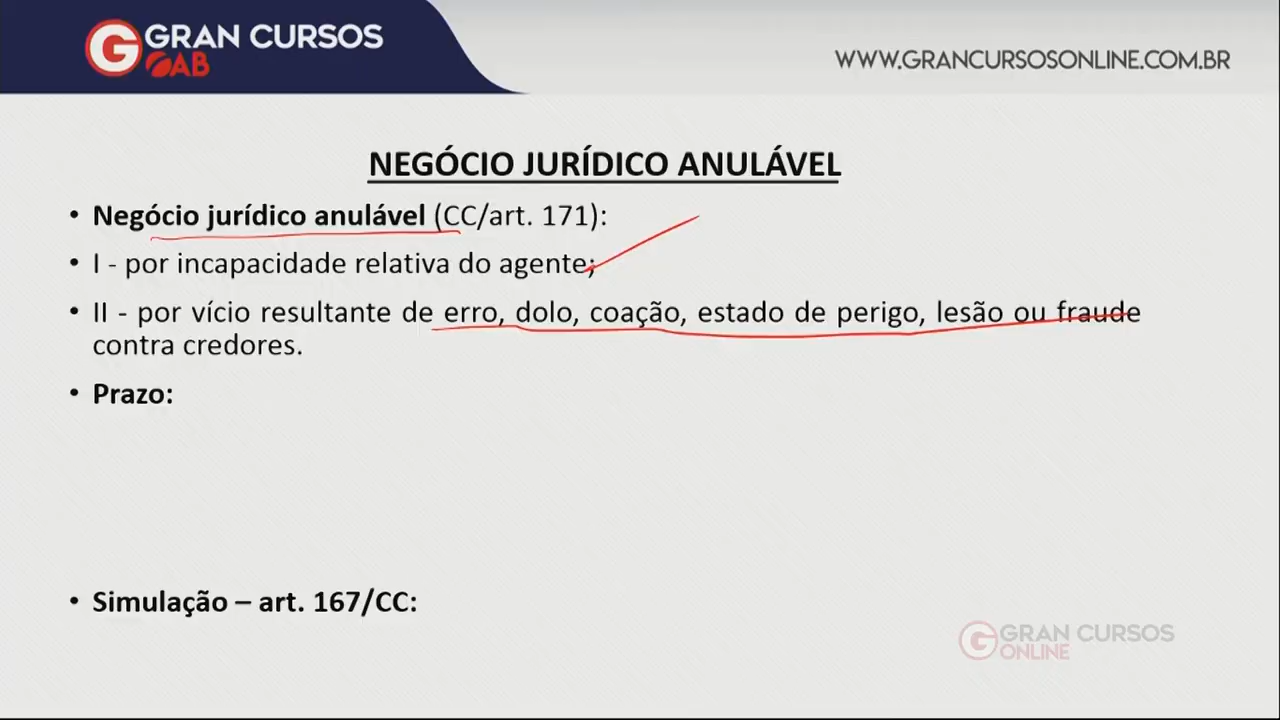 GRAN CURSOS
OAB
WWW.GRANCURSOSONLINE.COM.BR
NEGÓCIO JURÍDICO ANULÁVEL
• Negócio jurídico anulável (CC/art. 171):
• I - por incapacidade relativa do agente;
• II - por vício resultante de erro, dolo, coação, estado de perigo, lesão ou fraude
contra credores.
• Prazo:
• Simulação – art. 167/CC:
GRAN CURSOS
ONLINE